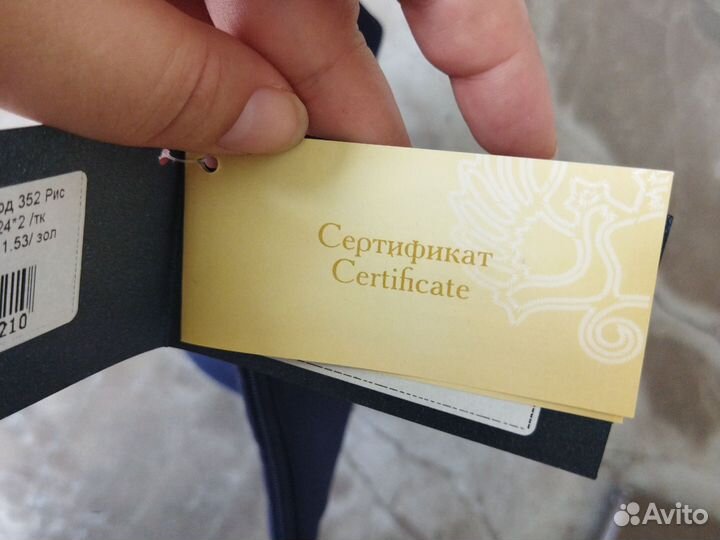 од 352 Рис
24*2 /тк
1.53/ зол
210
Сертификат
Certificate
Avito